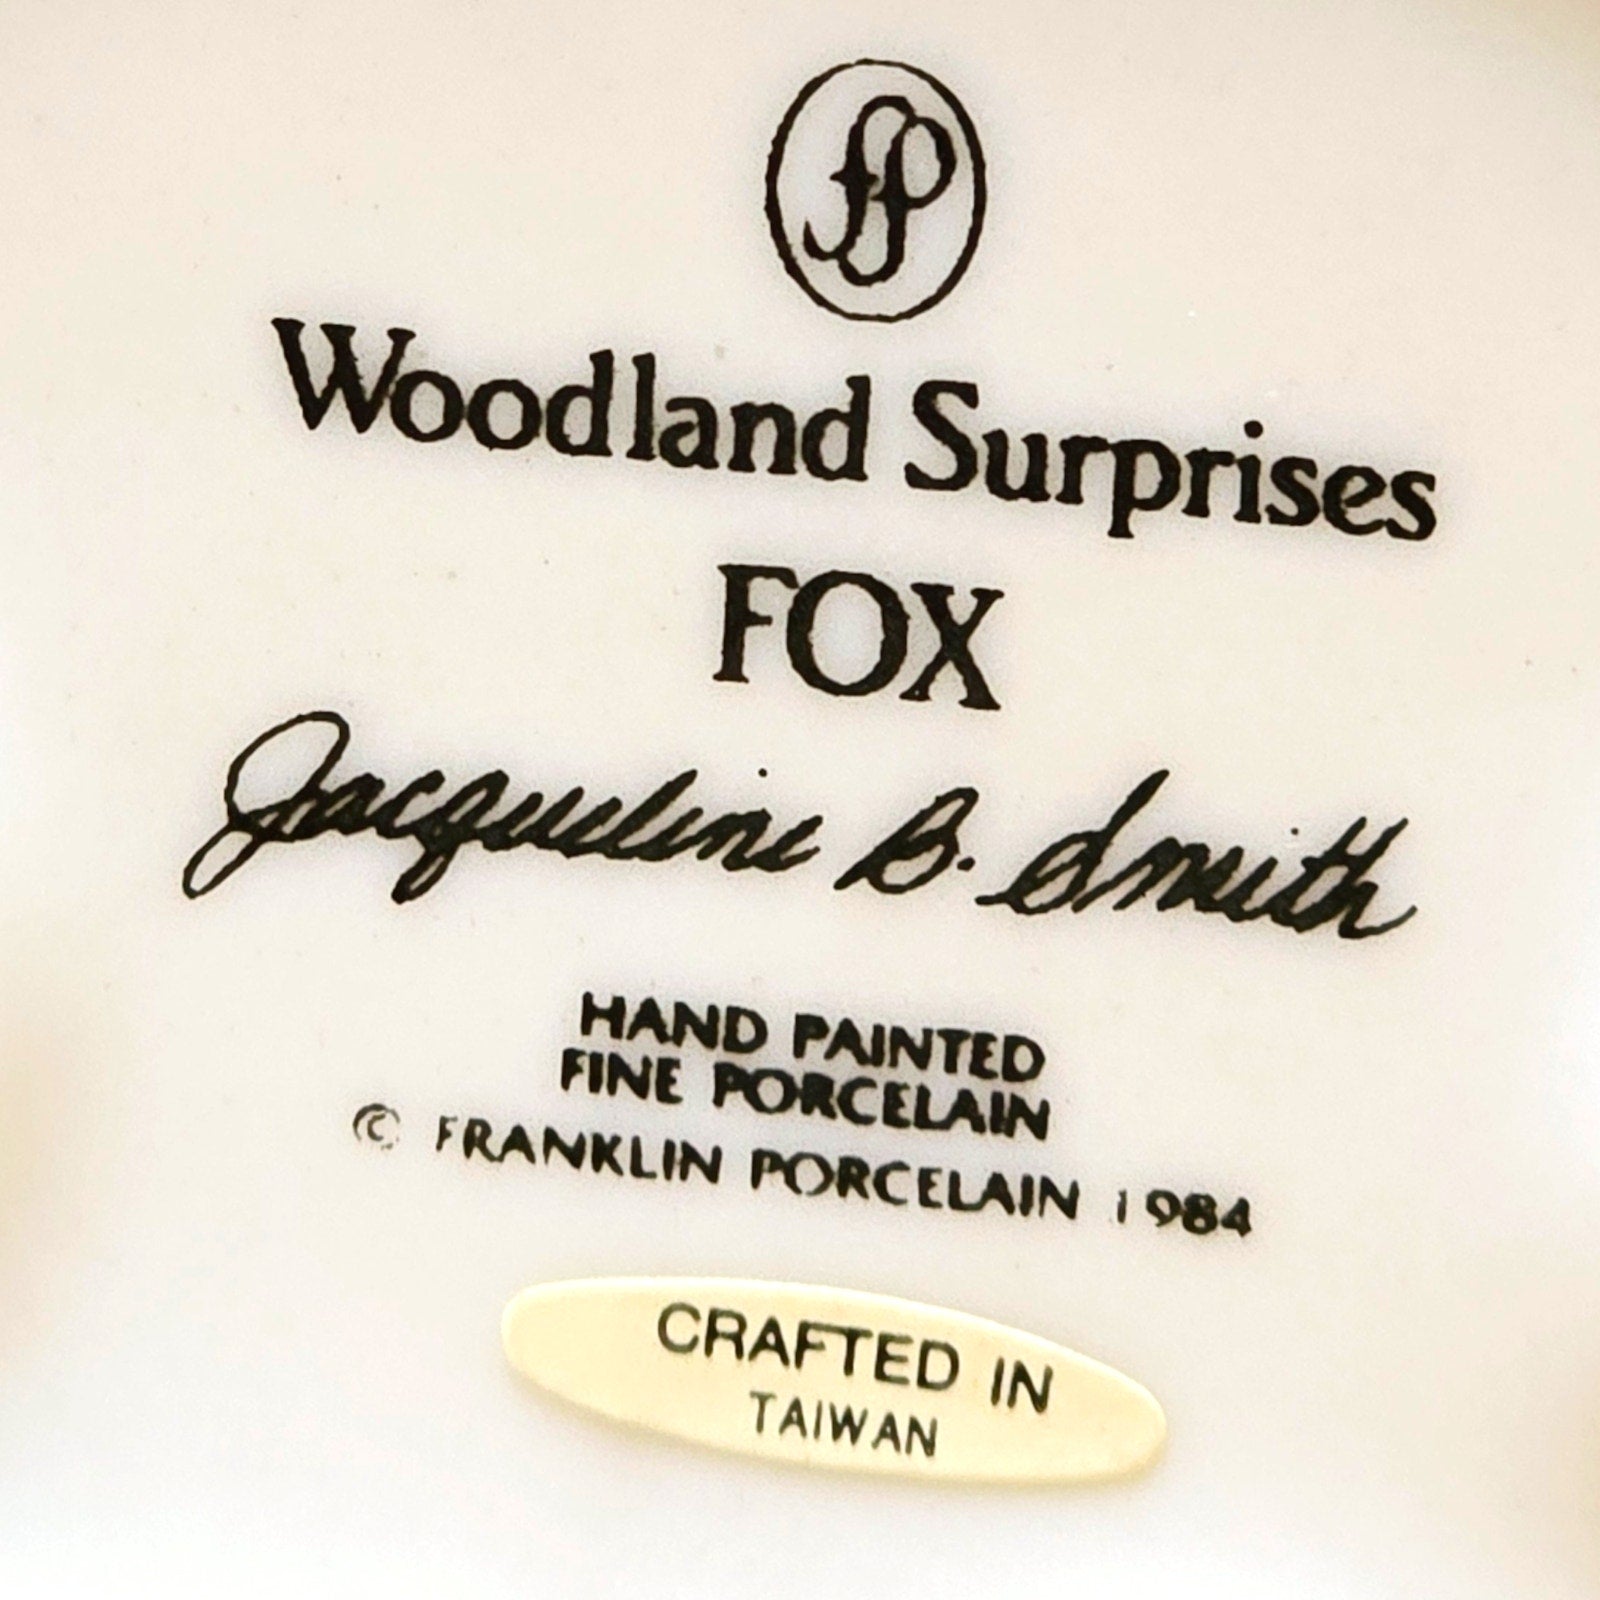 fp
Woodland Surprises
FOX
Jacqueline B. Smith
HAND PAINTED
FINE PORCELAIN
© FRANKLIN PORCELAIN 1984
CRAFTED IN
TAIWAN